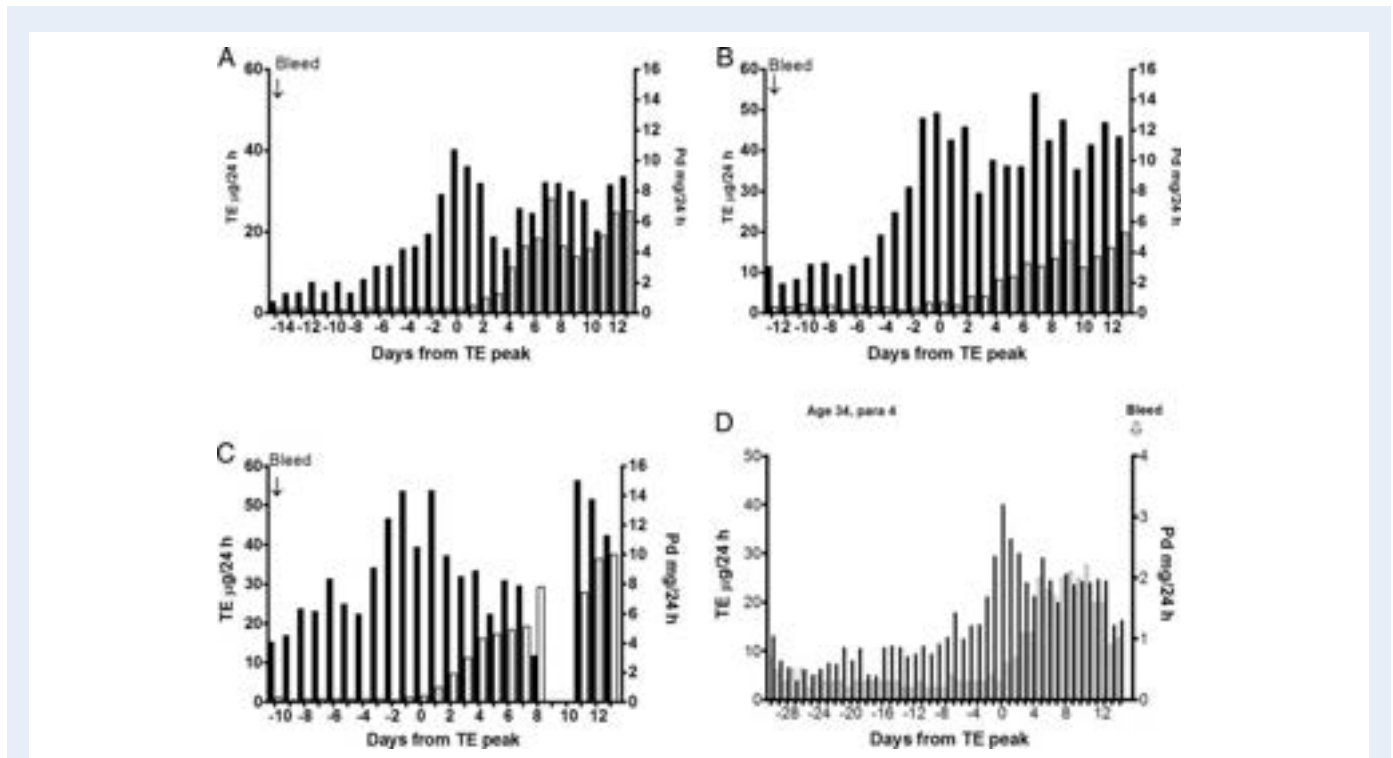 A
Bleed
60
40
20
0
16
14
12
10
8
6
4
2
0
TE µg/24 h
Pd mg/24 h
-14 -12 -10 -8 -6 -4 -2 0 2 4 6 8 10 12
Days from TE peak
B
Bleed
60
50
40
30
20
10
0
16
14
12
10
8
6
4
2
0
TE µg/24 h
Pd mg/24 h
-12 -10 -8 -6 -4 -2 0 2 4 6 8 10 12
Days from TE peak
C
Bleed
60
50
40
30
20
10
0
16
14
12
10
8
6
4
2
0
TE µg/24 h
Pd mg/24 h
-10 -8 -6 -4 -2 0 2 4 6 8 10 12
Days from TE peak
D
Age 34, para 4
Bleed
50
40
30
20
10
0
4
3
2
1
0
TE µg/24 h
Pd mg/24 h
-28 -24 -20 -16 -12 -8 -4 0 4 8 12
Days from TE peak